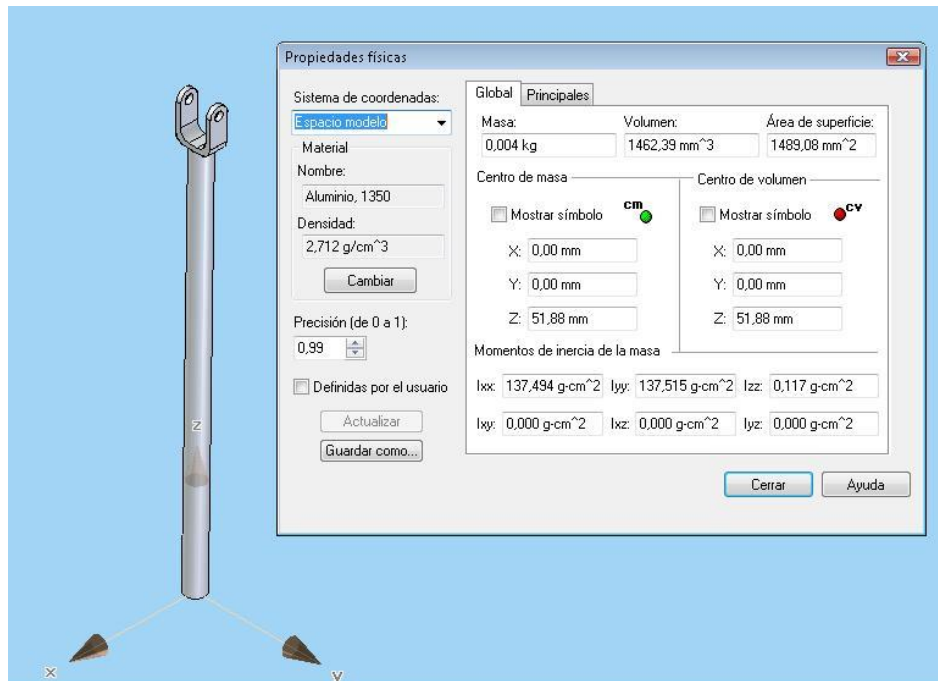 Propiedades físicas
Sistema de coordenadas:
Espacio modelo
Material
Nombre:
Aluminio, 1350
Densidad:
2,712 g/cm^3
Cambiar
Precisión (de 0 a 1):
0,99
Definidas por el usuario
Actualizar
Guardar como...
Global Principales
Masa: Volumen: Área de superficie:
0,004 kg 1462,39 mm^3 1489,08 mm^2
Centro de masa Centro de volumen
Mostrar símbolo cm Mostrar símbolo cv
X: 0,00 mm X: 0,00 mm
Y: 0,00 mm Y: 0,00 mm
Z: 51,88 mm Z: 51,88 mm
Momentos de inercia de la masa
Ixx: 137,494 g-cm^2 Iyy: 137,515 g-cm^2 Izz: 0,117 g-cm^2
Ixy: 0,000 g-cm^2 Ixz: 0,000 g-cm^2 Iyz: 0,000 g-cm^2
Cerrar Ayuda
Z
X
Y